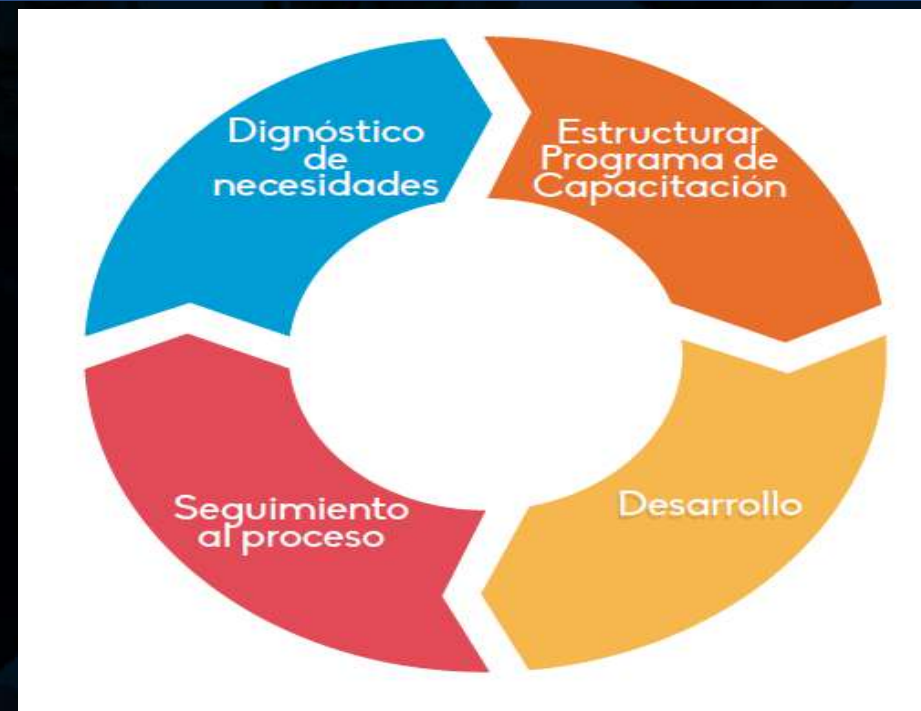 Dignóstico
de
necesidades
Estructurar
Programa de
Capacitación
Desarrollo
Seguimiento
al proceso